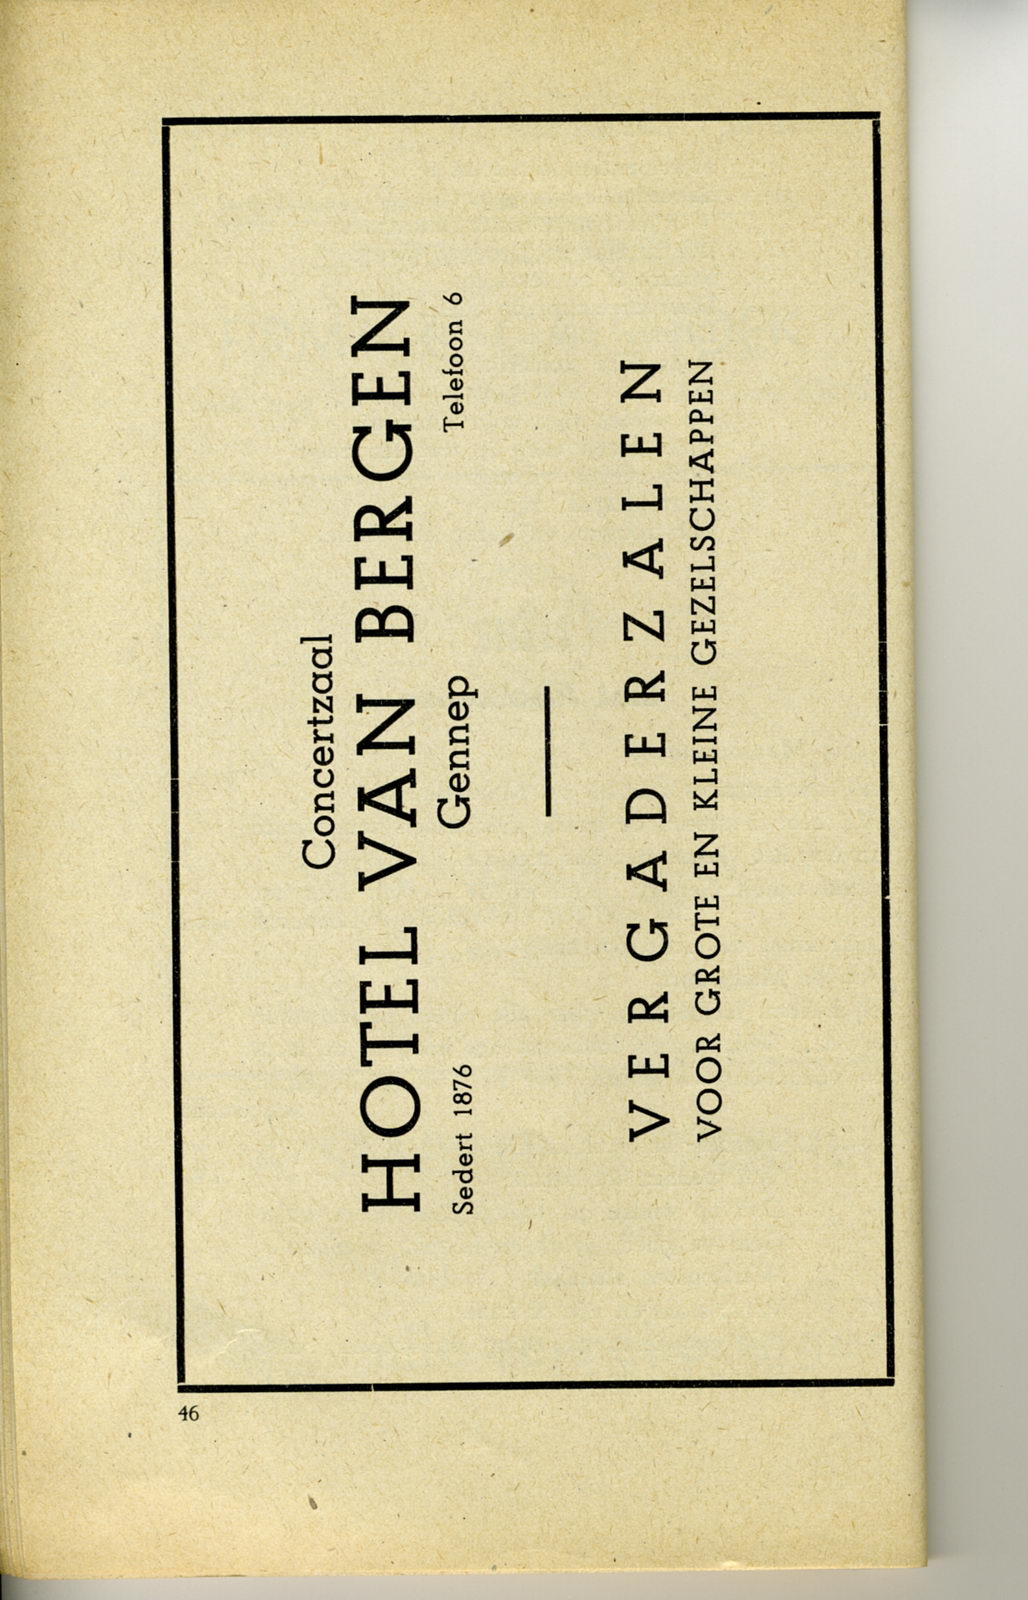 Concertzaal
HOTEL VAN BERGEN
Sedert 1876 Gennep Telefoon 6
VERGADERZALEN
VOOR GROTE EN KLEINE GEZELSCHAPPEN
46